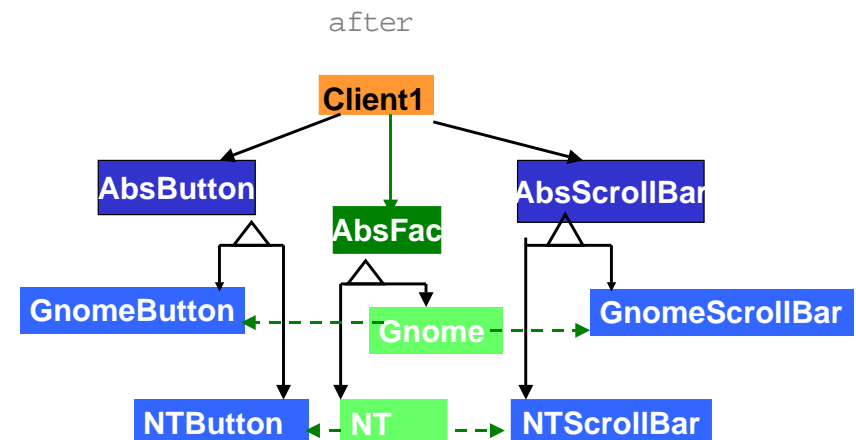 after
Client1
AbsButton
AbsScrollBar
AbsFac
GnomeButton
Gnome
GnomeScrollBar
NTButton
NT
NTScrollBar